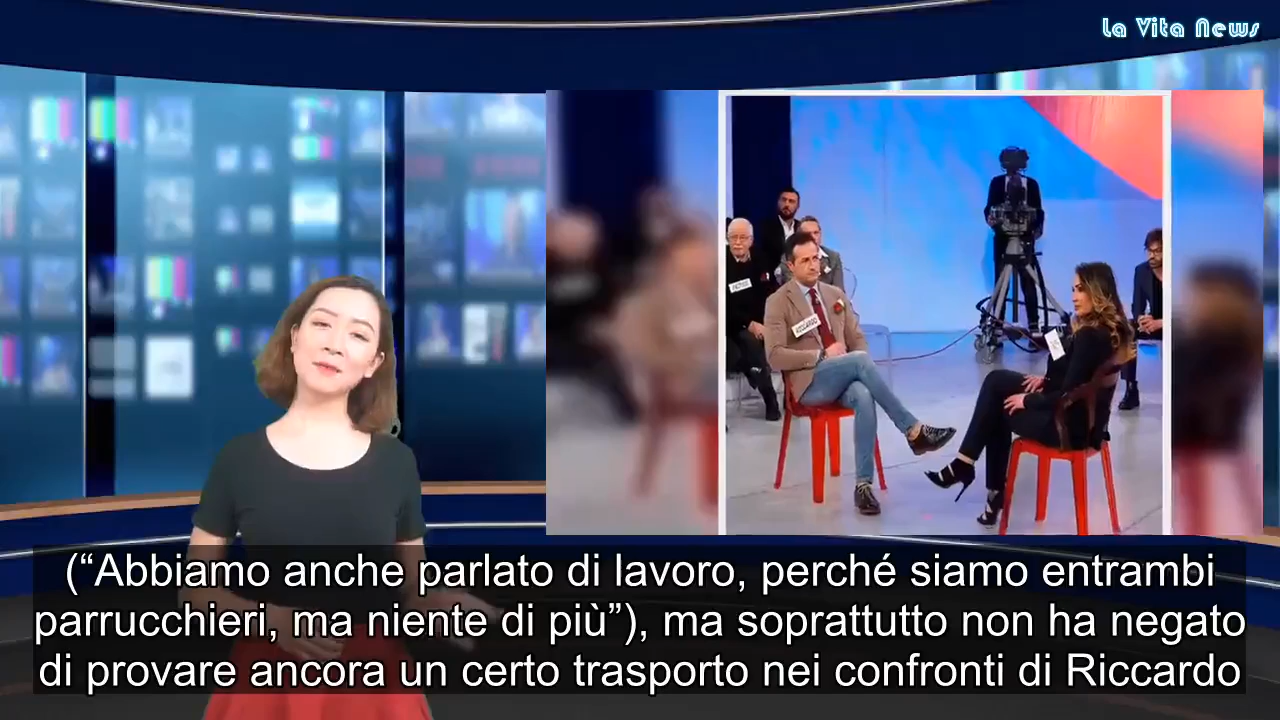 La Vita News
RICCARDO
(“Abbiamo anche parlato di lavoro, perché siamo entrambi
parrucchieri, ma niente di più”), ma soprattutto non ha negato
di provare ancora un certo trasporto nei confronti di Riccardo